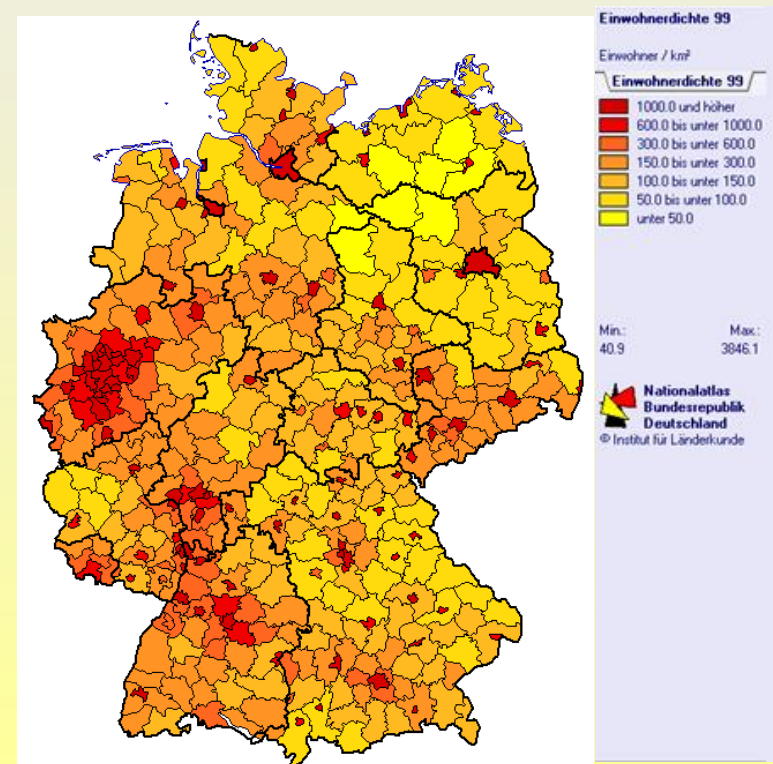 Einwohnerdichte 99
Einwohner / km²
Einwohnerdichte 99
1000.0 und höher
600.0 bis unter 1000.0
300.0 bis unter 600.0
150.0 bis unter 300.0
100.0 bis unter 150.0
50.0 bis unter 100.0
unter 50.0
Min.: Max.:
40.9 3846.1
Nationalatlas
Bundesrepublik
Deutschland
© Institut für Länderkunde